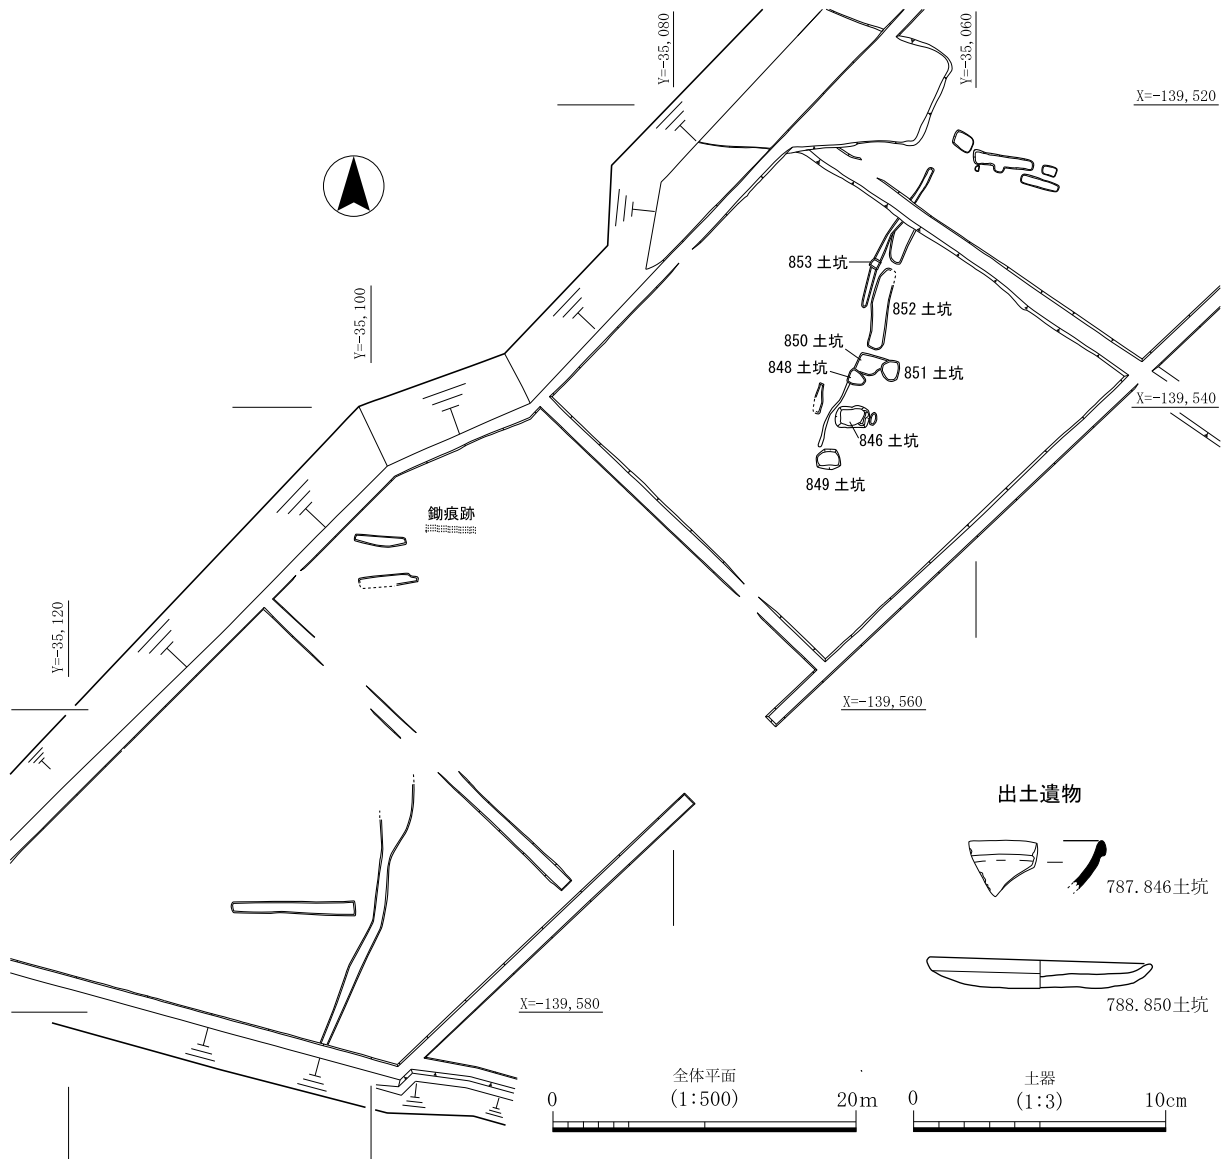 Y=-35,080
Y=-35,060
X=-139,520
853 土坑
Y=-35,100
852 土坑
850 土坑
848 土坑
851 土坑
X=-139,540
846 土坑
849 土坑
鋤痕跡
Y=-35,120
X=-139,560
出土遺物
787.846土坑
788.850土坑
X=-139,580
全体平面
(1:500)
0 20m
土器
(1:3)
0 10cm